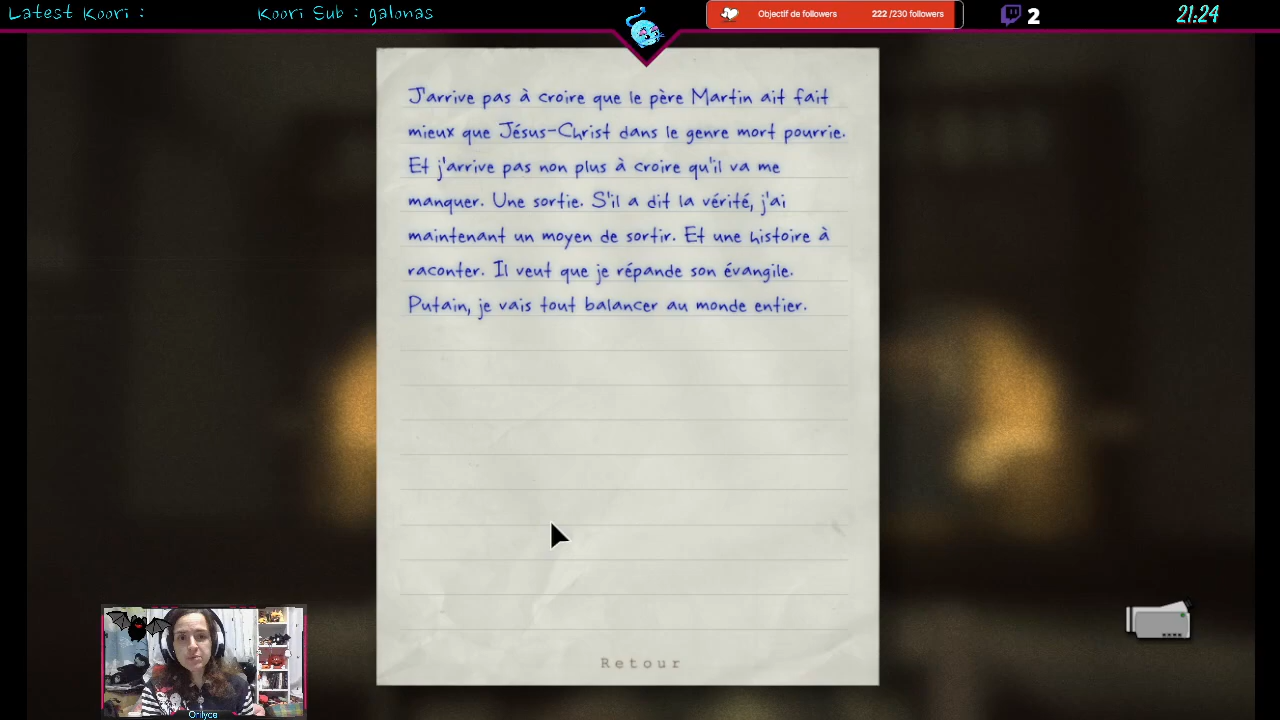 Latest Koori :
Koori Sub : galonas
Objectif de followers
222 /230 followers
2
21:24
J'arrive pas à croire que le père Martin ait fait
mieux que Jésus-Christ dans le genre mort pourrie.
Et j'arrive pas non plus à croire qu'il va me
manquer. Une sortie. S'il a dit la vérité, j'ai
maintenant un moyen de sortir. Et une histoire à
raconter. Il veut que je répande son évangile.
Putain, je vais tout balancer au monde entier.
Retour
Orilyce